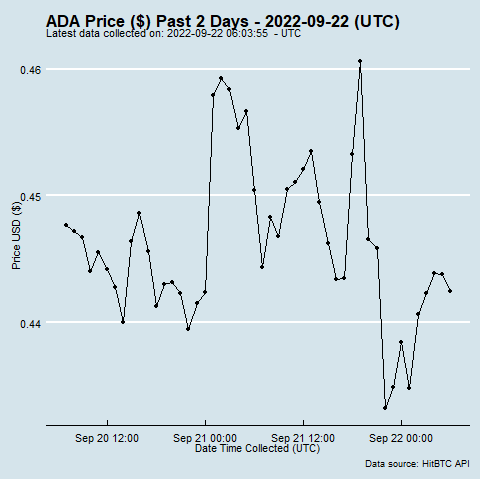 ADA Price ($) Past 2 Days - 2022-09-22 (UTC)
Latest data collected on: 2022-09-22 06:03:55 - UTC
0.46
0.45
0.44
Price USD ($)
Sep 20 12:00 Sep 21 00:00 Sep 21 12:00 Sep 22 00:00
Date Time Collected (UTC)
Data source: HitBTC API